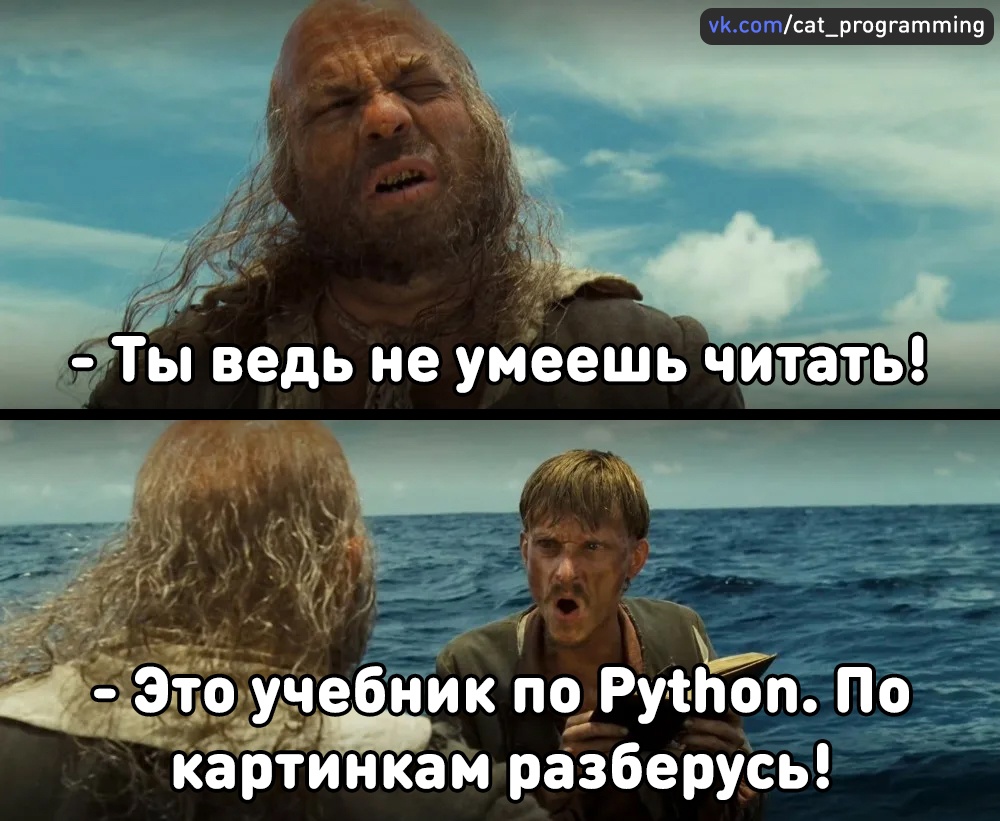 vk.com/cat_programming
- Ты ведь не умеешь читать!
- Это учебник по Python. По
картинкам разберусь!